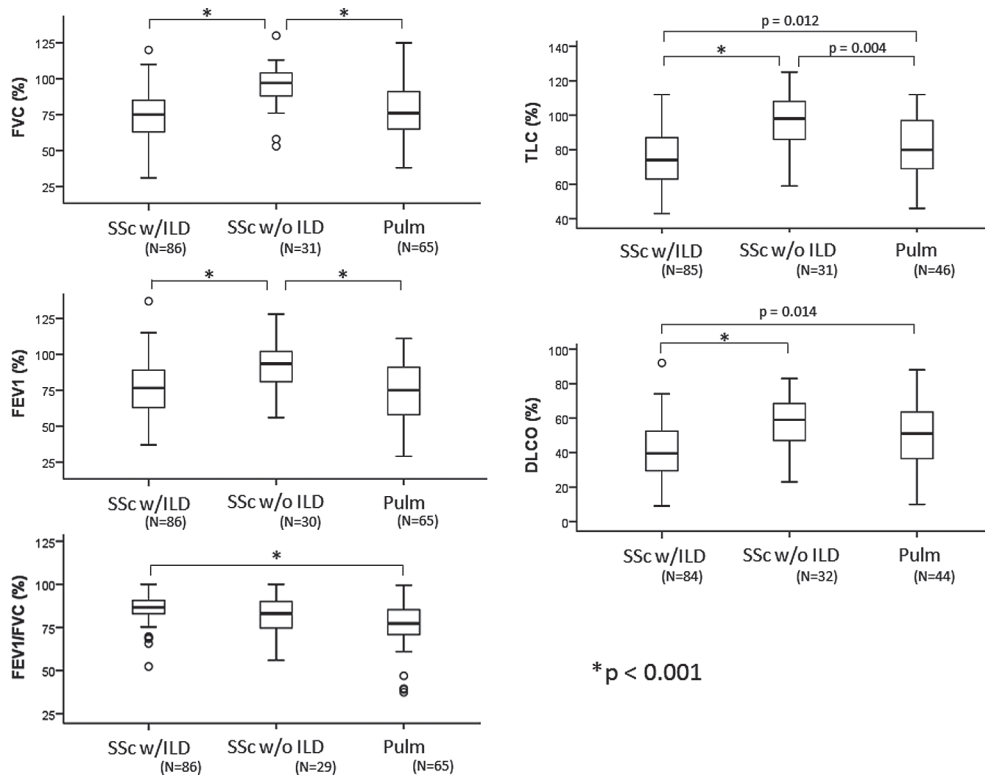 * *
125
100
75
50
25
FVC (%)
SSc w/ILD SSc w/o ILD Pulm
(N=86) (N=31) (N=65)
* *
125
100
75
50
25
FEV1 (%)
SSc w/ILD SSc w/o ILD Pulm
(N=86) (N=30) (N=65)
*
125
100
75
50
25
FEV1/FVC (%)
SSc w/ILD SSc w/o ILD Pulm
(N=86) (N=29) (N=65)
p = 0.012
* p = 0.004
140
120
100
80
60
40
TLC (%)
SSc w/ILD SSc w/o ILD Pulm
(N=85) (N=31) (N=46)
p = 0.014
*
100
80
60
40
20
0
DLCO (%)
SSc w/ILD SSc w/o ILD Pulm
(N=84) (N=32) (N=44)
*p < 0.001